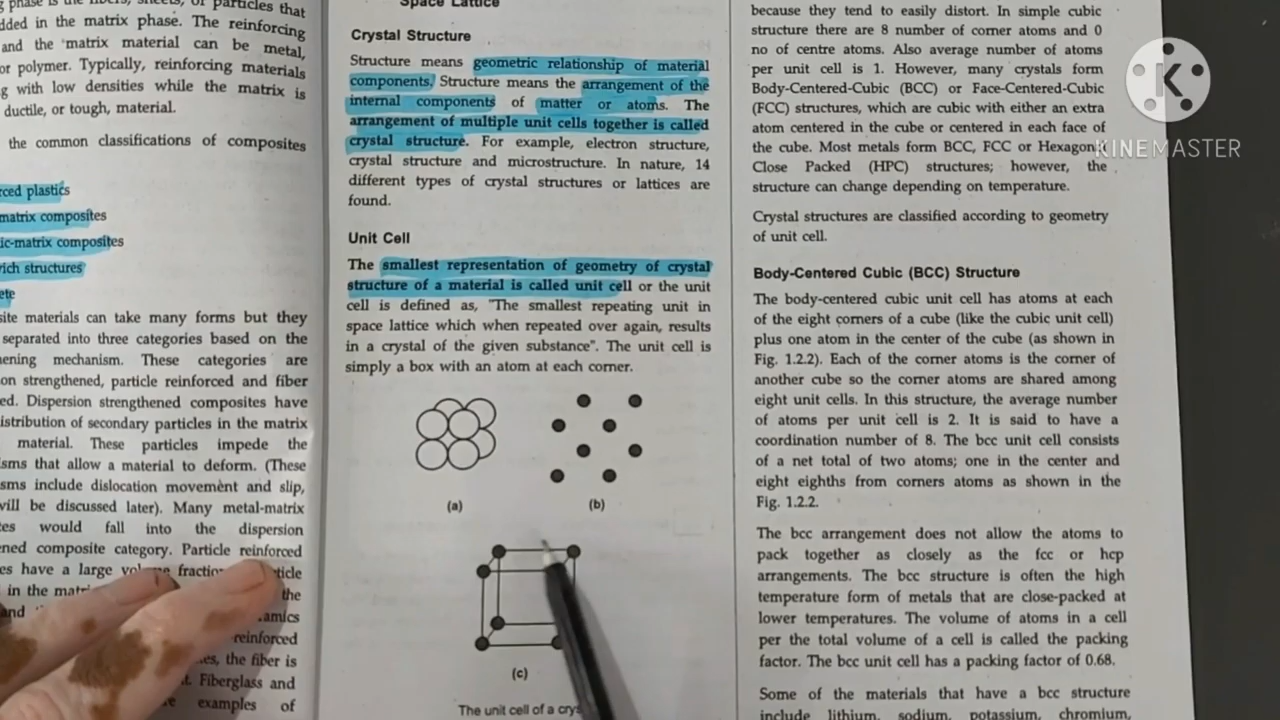 phase is the fibers, sheets, or particles that
dded in the matrix phase. The reinforcing
and the matrix material can be metal,
or polymer. Typically, reinforcing materials
g with low densities while the matrix is
ductile, or tough, material.
the common classifications of composites
rced plastics
matrix composites
ic-matrix composites
rich structures
ete
site materials can take many forms but they
separated into three categories based on the
hening mechanism. These categories are
on strengthened, particle reinforced and fiber
ed. Dispersion strengthened composites have
istribution of secondary particles in the matrix
material. These particles impede the
isms that allow a material to deform. (These
sms include dislocation movement and slip,
will be discussed later). Many metal-matrix
tes would fall into the dispersion
ened composite category. Particle reinforced
es have a large fraction ticle
in the the
and amics
reinforced
the fiber is
Fiberglass and
examples of
Space Lattice
Crystal Structure
Structure means geometric relationship of material
components. Structure means the arrangement of the
internal components of matter or atoms. The
arrangement of multiple unit cells together is called
crystal structure. For example, electron structure,
crystal structure and microstructure. In nature, 14
different types of crystal structures or lattices are
found.
Unit Cell
The smallest representation of geometry of crystal
structure of a material is called unit cell or the unit
cell is defined as, "The smallest repeating unit in
space lattice which when repeated over again, results
in a crystal of the given substance". The unit cell is
simply a box with an atom at each corner.
(a) (b)
(c)
The unit cell of a crys
because they tend to easily distort. In simple cubic
structure there are 8 number of corner atoms and 0
no of centre atoms. Also average number of atoms
per unit cell is 1. However, many crystals form
Body-Centered-Cubic (BCC) or Face-Centered-Cubic
(FCC) structures, which are cubic with either an extra
atom centered in the cube or centered in each face of
the cube. Most metals form BCC, FCC or Hexagon
Close Packed (HPC) structures; however, the
structure can change depending on temperature.
Crystal structures are classified according to geometry
of unit cell.
Body-Centered Cubic (BCC) Structure
The body-centered cubic unit cell has atoms at each
of the eight corners of a cube (like the cubic unit cell)
plus one atom in the center of the cube (as shown in
Fig. 1.2.2). Each of the corner atoms is the corner of
another cube so the corner atoms are shared among
eight unit cells. In this structure, the average number
of atoms per unit cell is 2. It is said to have a
coordination number of 8. The bcc unit cell consists
of a net total of two atoms; one in the center and
eight eighths from corners atoms as shown in the
Fig. 1.2.2.
The bcc arrangement does not allow the atoms to
pack together as closely as the fcc or hcp
arrangements. The bcc structure is often the high
temperature form of metals that are close-packed at
lower temperatures. The volume of atoms in a cell
per the total volume of a cell is called the packing
factor. The bcc unit cell has a packing factor of 0.68.
Some of the materials that have a bcc structure
include lithium, sodium, potassium, chromium,
K
KINEMASTER